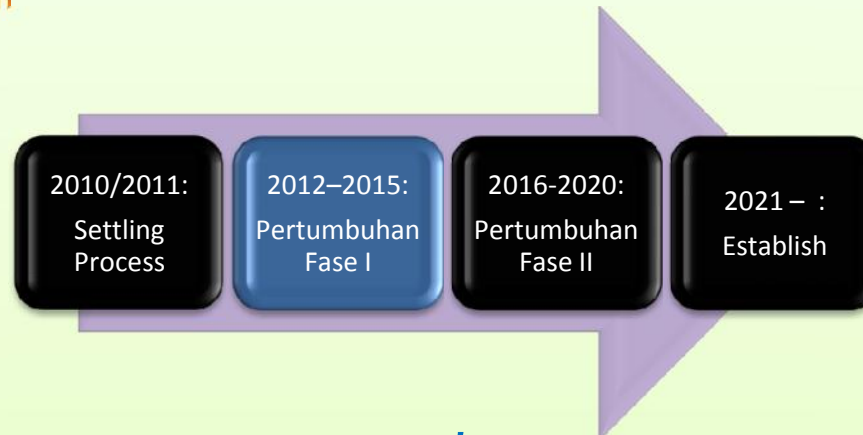 2010/2011:
Settling
Process
2012–2015:
Pertumbuhan
Fase I
2016-2020:
Pertumbuhan
Fase II
2021 – :
Establish